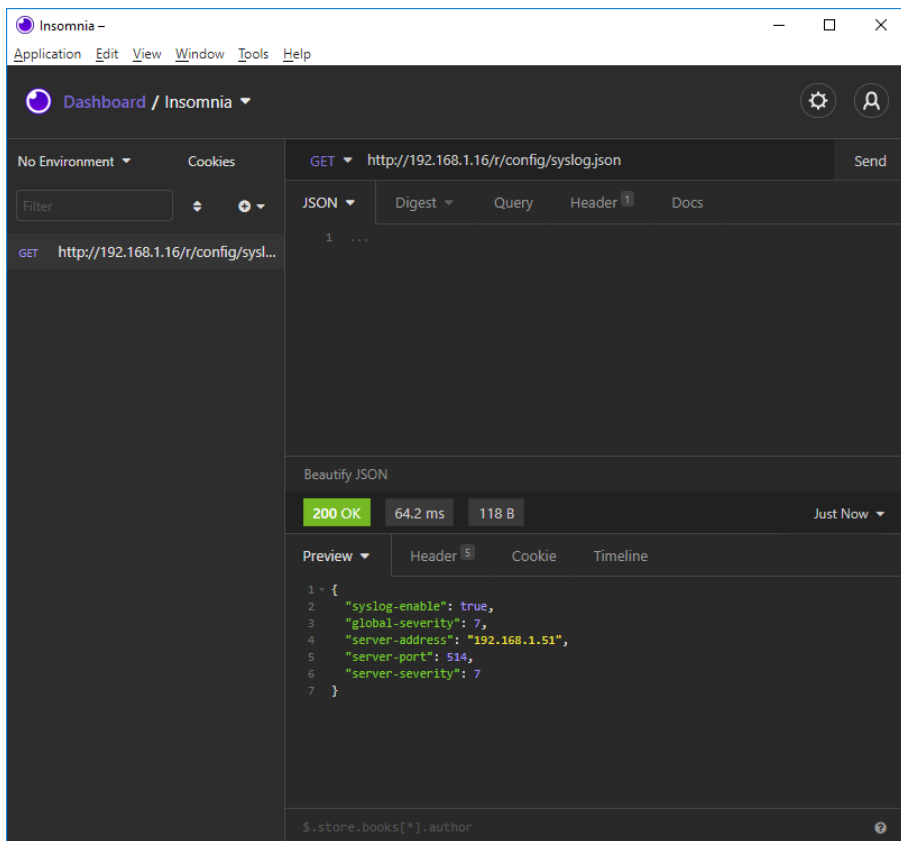 Insomnia –
Application Edit View Window Tools Help
Dashboard / Insomnia
No Environment Cookies
GET http://192.168.1.16/r/config/syslog.json Send
Filter
JSON Digest Query Header 1 Docs
1 ...
GET http://192.168.1.16/r/config/sysl...
Beautify JSON
200 OK 64.2 ms 118 B Just Now
Preview Header 5 Cookie Timeline
1 {
2 "syslog-enable": true,
3 "global-severity": 7,
4 "server-address": "192.168.1.51",
5 "server-port": 514,
6 "server-severity": 7
7 }
$.store.books[*].author